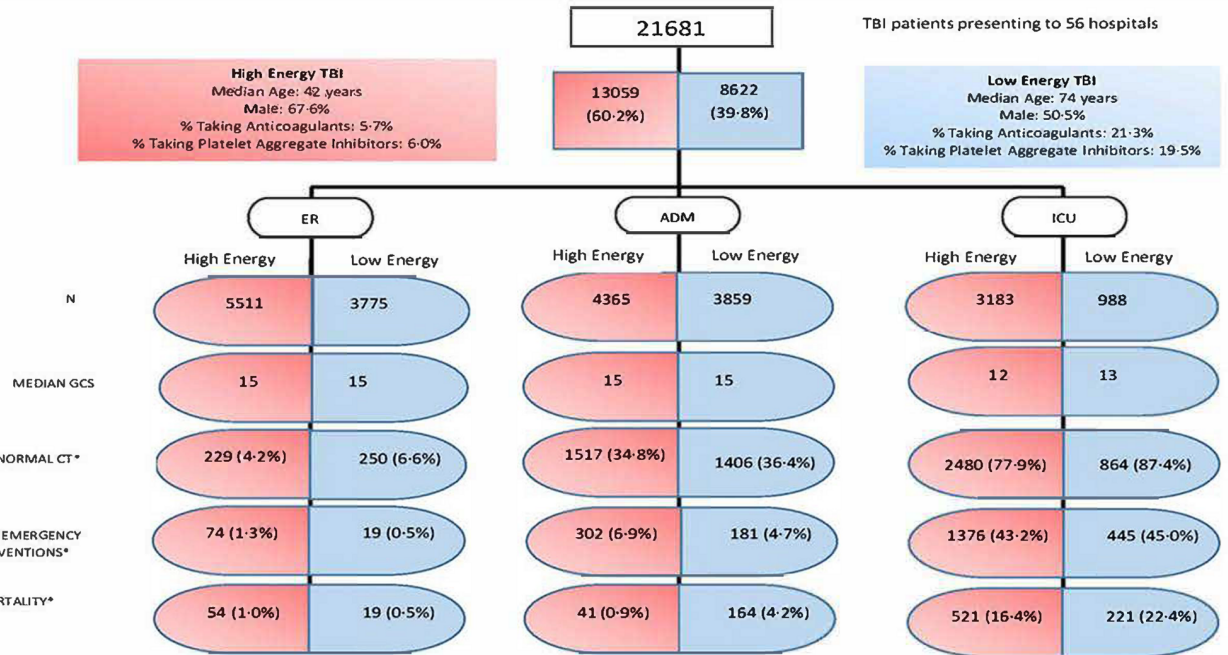 21681
TBI patients presenting to 56 hospitals
High Energy TBI
Median Age: 42 years
Male: 67·6%
% Taking Anticoagulants: 5·7%
% Taking Platelet Aggregate Inhibitors: 6·0%
13059
(60·2%)
8622
(39·8%)
Low Energy TBI
Median Age: 74 years
Male: 50·5%
% Taking Anticoagulants: 21·3%
% Taking Platelet Aggregate Inhibitors: 19·5%
ER
ADM
ICU
High Energy Low Energy
High Energy Low Energy
High Energy Low Energy
N
5511 3775
4365 3859
3183 988
MEDIAN GCS
15 15
15 15
12 13
NORMAL CT*
229 (4·2%) 250 (6·6%)
1517 (34·8%) 1406 (36·4%)
2480 (77·9%) 864 (87·4%)
EMERGENCY
VENTIONS*
74 (1·3%) 19 (0·5%)
302 (6·9%) 181 (4·7%)
1376 (43·2%) 445 (45·0%)
RTALITY*
54 (1·0%) 19 (0·5%)
41 (0·9%) 164 (4·2%)
521 (16·4%) 221 (22·4%)